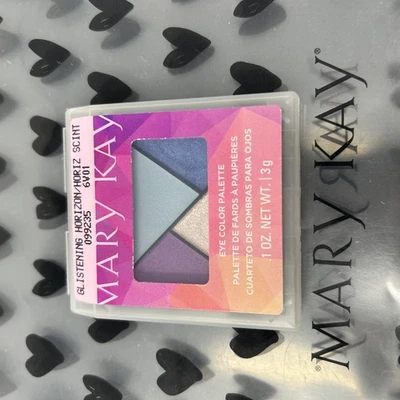 GLISTENING HORIZON/HORIZ SCINT
099235 6V01
MARY KAY
EYE COLOR PALETTE
PALETTE DE FARDS À PAUPIÈRES
CUARTETO DE SOMBRAS PARA OJOS
.1 OZ. NET WT. | 3 g
MARY KAY